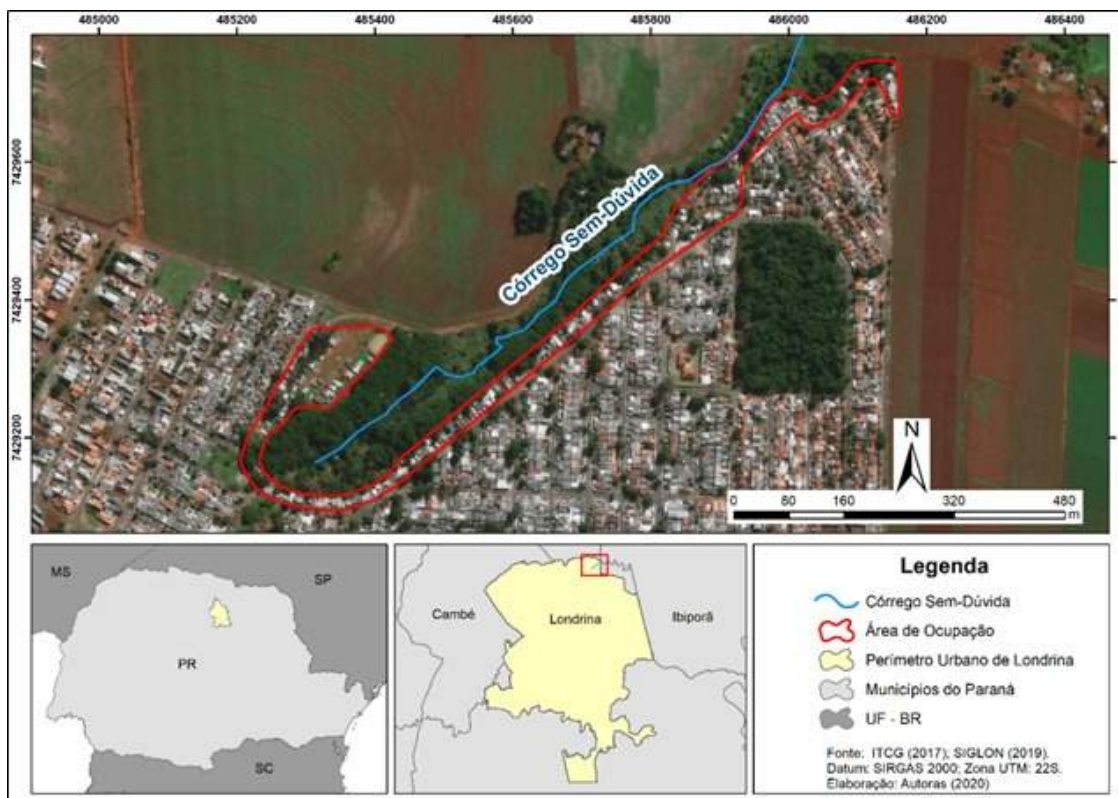 485000 485200 485400 485600 485800 486000 486200 486400
7429600
7429400
7429200
Córrego Sem-Dúvida
N
0 80 160 320 480
m
MS
SP
PR
SC
Cambé
Londrina
Ibiporã
Legenda
Córrego Sem-Dúvida
Área de Ocupação
Perímetro Urbano de Londrina
Municípios do Paraná
UF - BR
Fonte: ITCG (2017); SIGLON (2019).
Datum: SIRGAS 2000; Zona UTM: 22S.
Elaboração: Autoras (2020)